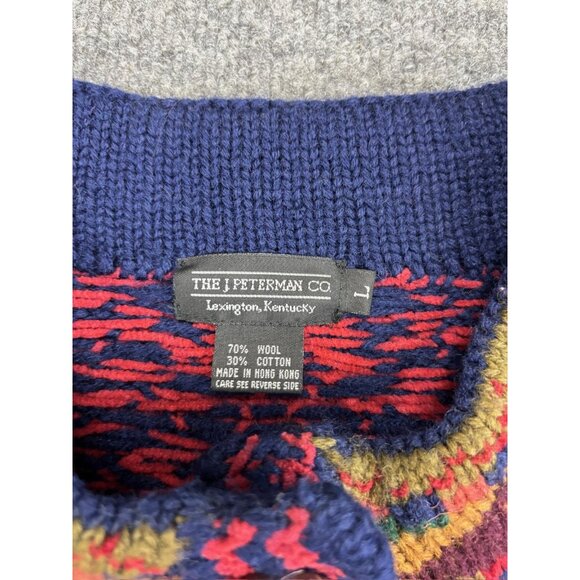 THE J. PETERMAN CO.
Lexington, Kentucky
L
70% WOOL
30% COTTON
MADE IN HONG KONG
CARE SEE REVERSE SIDE